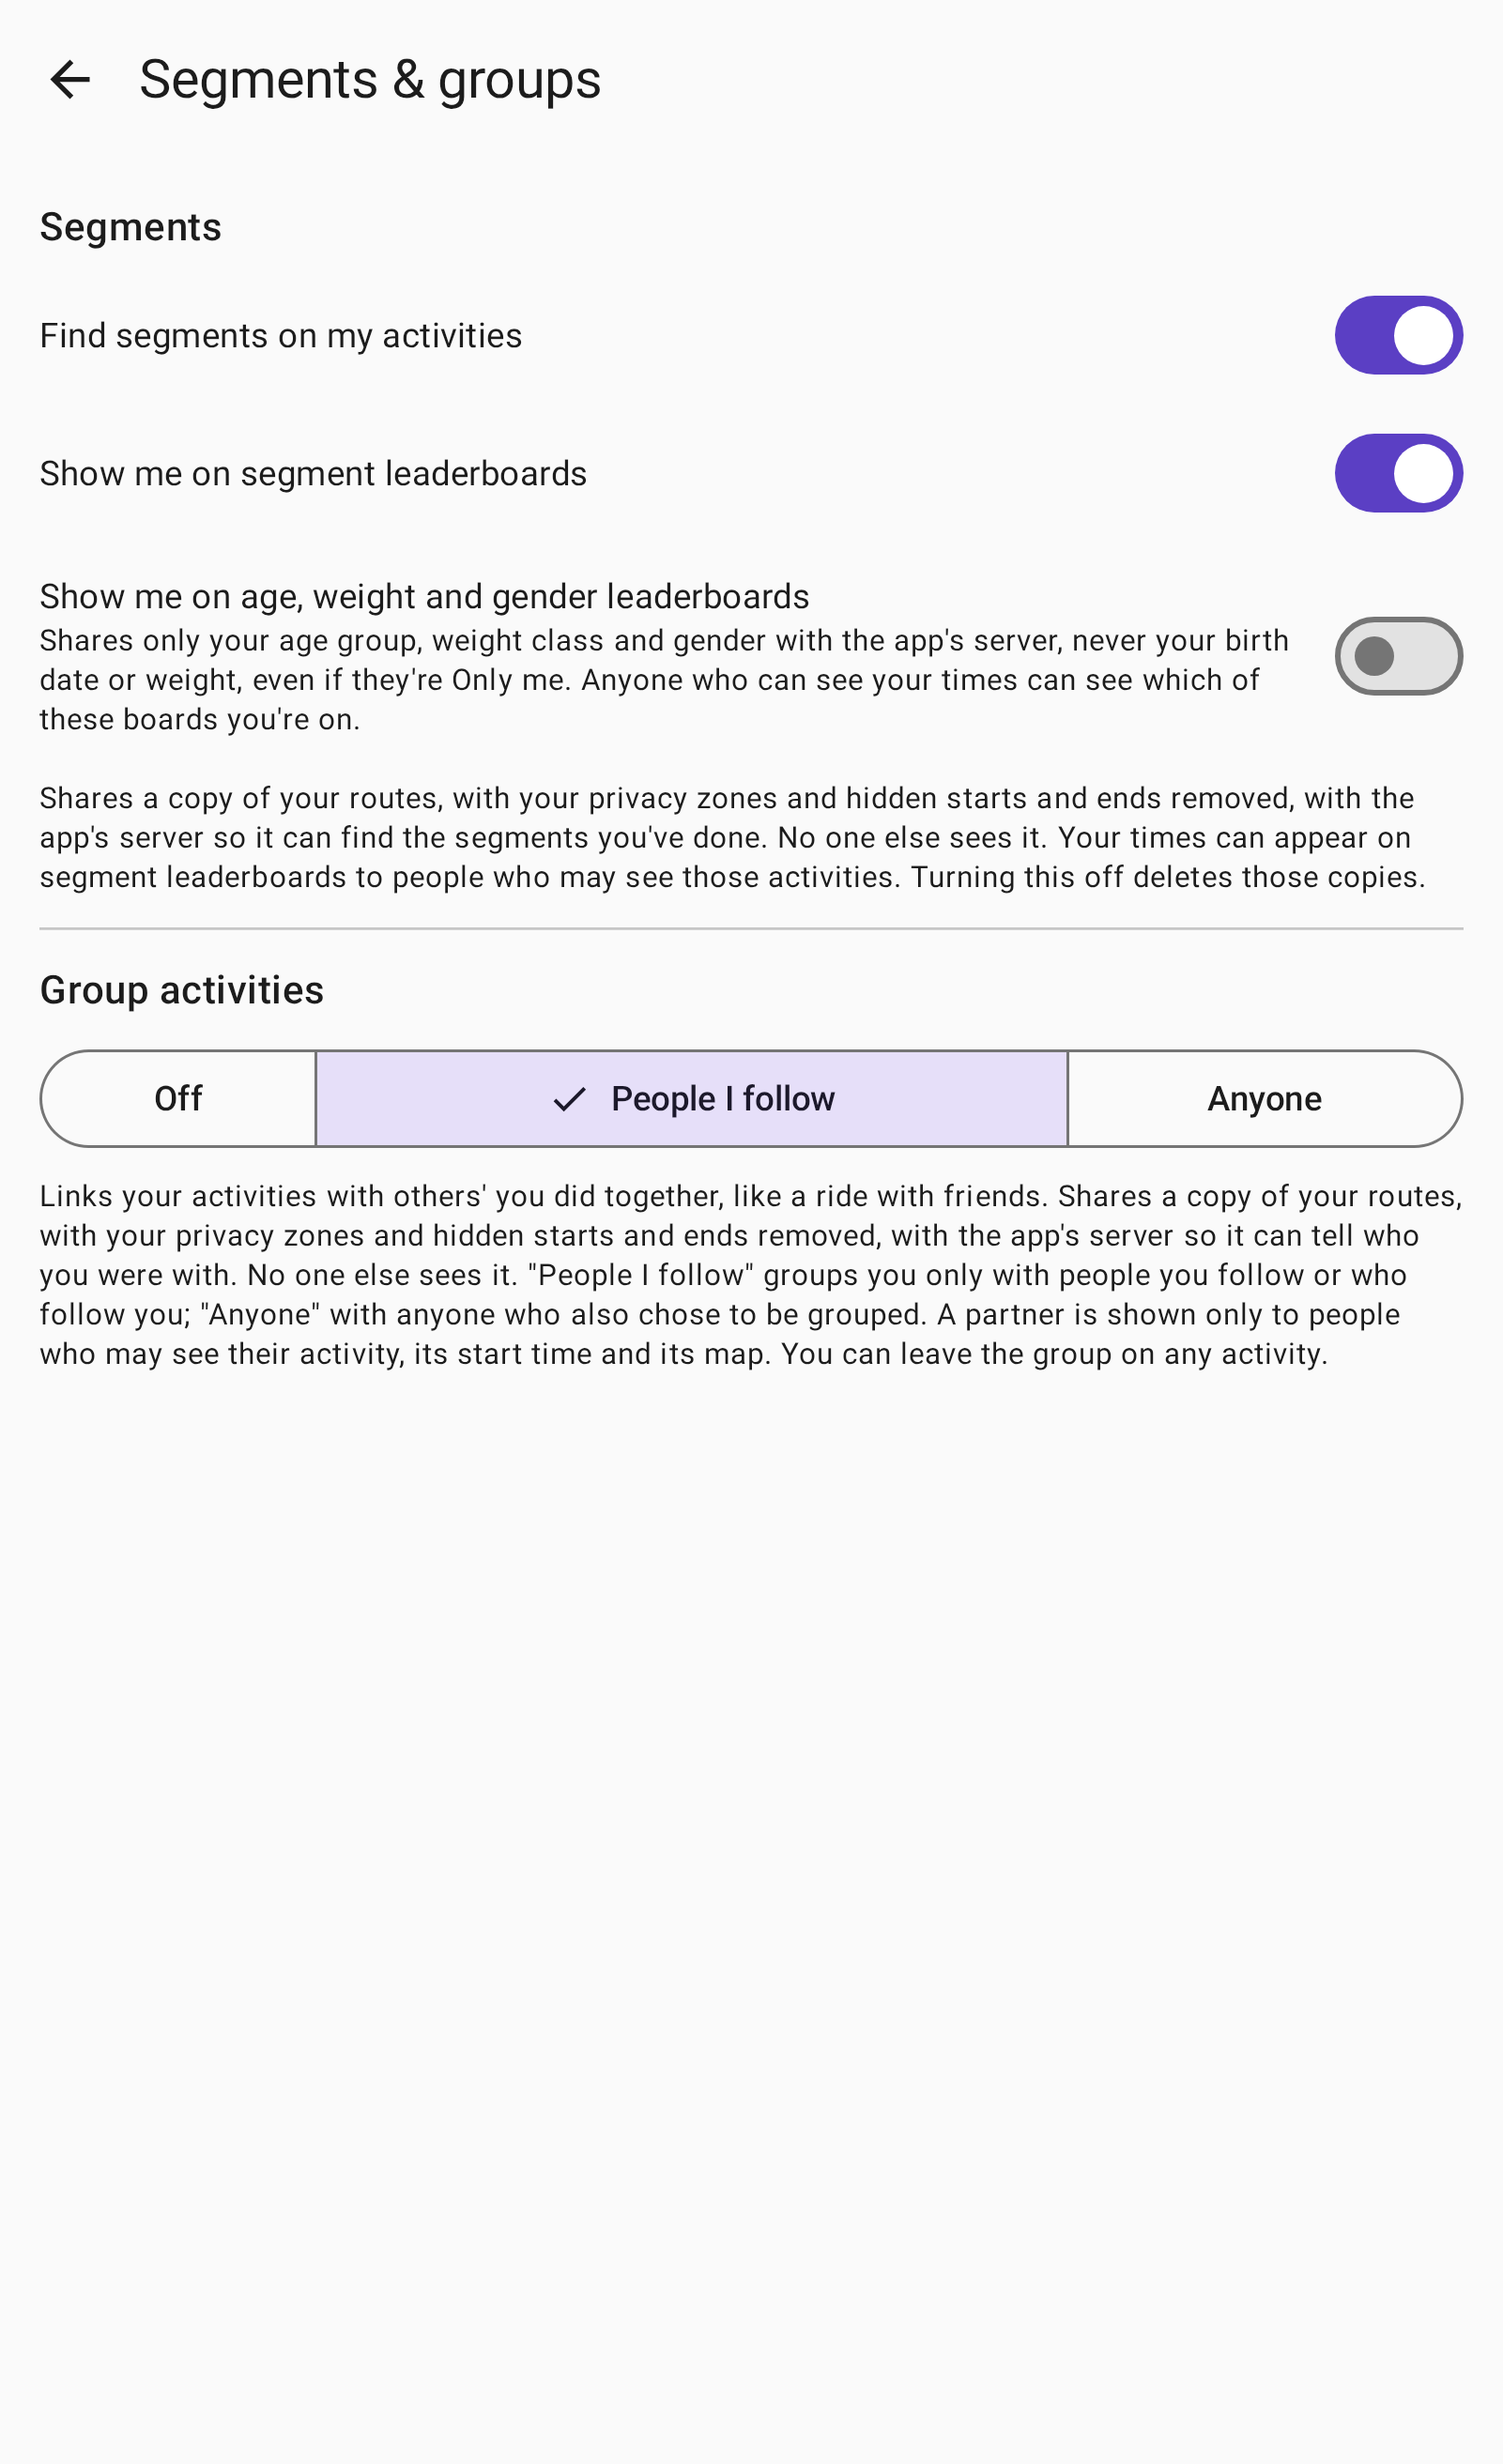 Segments & groups
Segments
Find segments on my activities
Show me on segment leaderboards
Show me on age, weight and gender leaderboards
Shares only your age group, weight class and gender with the app's server, never your birth
date or weight, even if they're Only me. Anyone who can see your times can see which of
these boards you're on.
Shares a copy of your routes, with your privacy zones and hidden starts and ends removed, with the
app's server so it can find the segments you've done. No one else sees it. Your times can appear on
segment leaderboards to people who may see those activities. Turning this off deletes those copies.
Group activities
Off
People I follow
Anyone
Links your activities with others' you did together, like a ride with friends. Shares a copy of your routes,
with your privacy zones and hidden starts and ends removed, with the app's server so it can tell who
you were with. No one else sees it. "People I follow" groups you only with people you follow or who
follow you; "Anyone" with anyone who also chose to be grouped. A partner is shown only to people
who may see their activity, its start time and its map. You can leave the group on any activity.